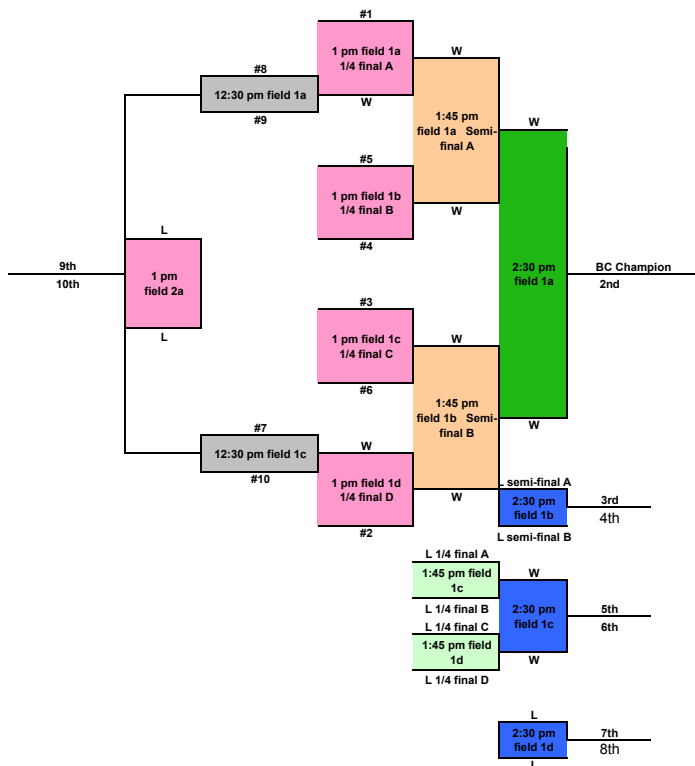 #1
1 pm field 1a
1/4 final A
W
W
#8
12:30 pm field 1a
#9
1:45 pm
field 1a Semi-
final A
W
#5
1 pm field 1b
1/4 final B
W
#4
L
1 pm
field 2a
L
9th
10th
2:30 pm
field 1a
BC Champion
2nd
#3
1 pm field 1c
1/4 final C
#6
W
1:45 pm
field 1b Semi-
final B
W
W
#7
12:30 pm field 1c
#10
W
1 pm field 1d
1/4 final D
#2
L semi-final A
2:30 pm
field 1b
L semi-final B
3rd
4th
L 1/4 final A
1:45 pm field
1c
L 1/4 final B
L 1/4 final C
1:45 pm field
1d
L 1/4 final D
W
2:30 pm
field 1c
W
5th
6th
L
2:30 pm
field 1d
L
7th
8th